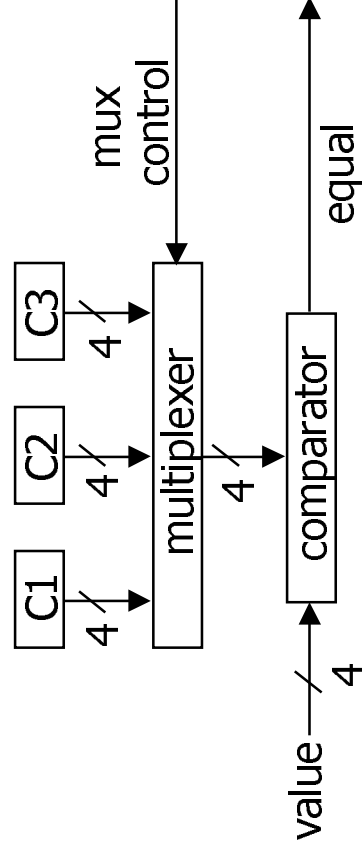 C1
C2
C3
4
4
4
mux
control
multiplexer
4
value
4
comparator
equal